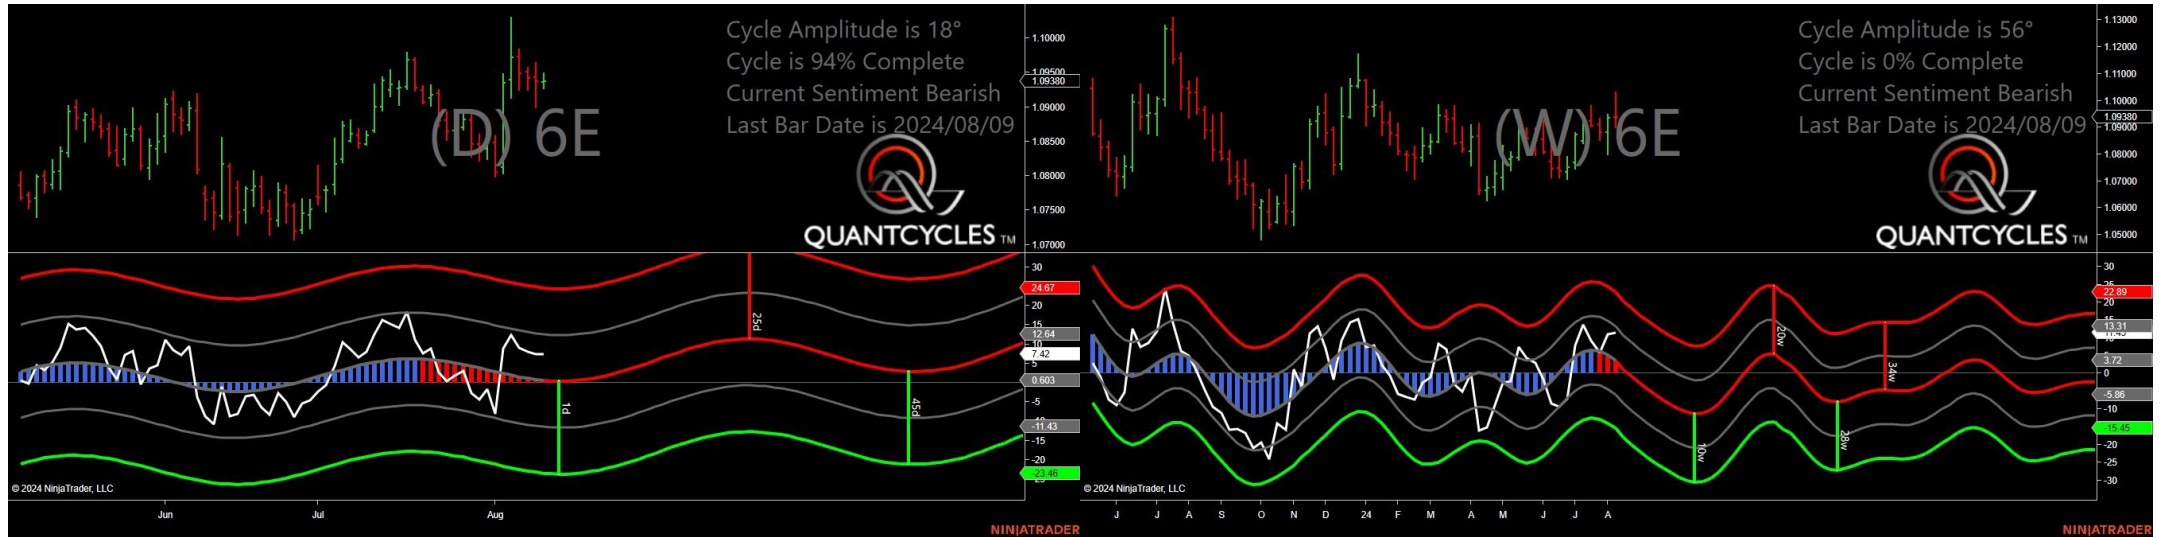 Cycle Amplitude is 18°
Cycle is 94% Complete
Current Sentiment Bearish
Last Bar Date is 2024/08/09
(D) 6E
QUANTCYCLES TM
1.10000
1.09500
1.09380
1.09000
1.08500
1.08000
1.07500
1.07000
30
24.67
20
15
12.64
10
7.42
5
0.603
-5
-11.43
-15
-20
-23.46
25d
1d
45d
© 2024 NinjaTrader, LLC
Jun Jul Aug
NINJATRADER
Cycle Amplitude is 56°
Cycle is 0% Complete
Current Sentiment Bearish
Last Bar Date is 2024/08/09
(W) 6E
QUANTCYCLES TM
1.13000
1.12000
1.11000
1.10000
1.09380
1.09000
1.08000
1.07000
1.06000
1.05000
30
22.89
20
13.31
3.72
0
-5.86
-10
-15.45
-20
-25
-30
20w
34w
10w
28w
© 2024 NinjaTrader, LLC
J J A S O N D 24 F M A M J J A
NINJATRADER